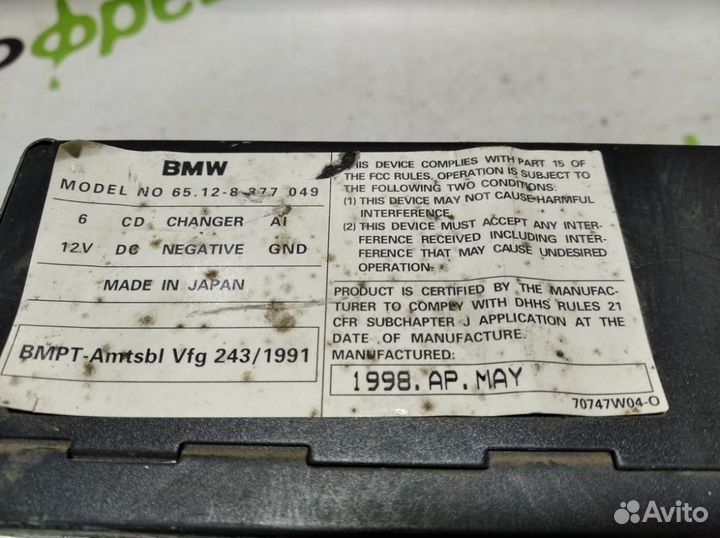 BMW
MODEL NO 65.12-8 377 049
6 CD CHANGER AI
12V DC NEGATIVE GND
MADE IN JAPAN
BMPT-Amtsbl Vfg 243/1991
THIS DEVICE COMPLIES WITH PART 15 OF
THE FCC RULES. OPERATION IS SUBJECT TO
THE FOLLOWING TWO CONDITIONS:
(1) THIS DEVICE MAY NOT CAUSE HARMFUL
INTERFERENCE.
(2) THIS DEVICE MUST ACCEPT ANY INTER-
FERENCE RECEIVED INCLUDING INTER-
FERENCE THAT MAY CAUSE UNDESIRED
OPERATION.
PRODUCT IS CERTIFIED BY THE MANUFAC-
TURER TO COMPLY WITH DHHS RULES 21
CFR SUBCHAPTER J APPLICATION AT THE
DATE OF MANUFACTURE.
MANUFACTURED:
1998. AP. MAY
70747W04-O
Avito